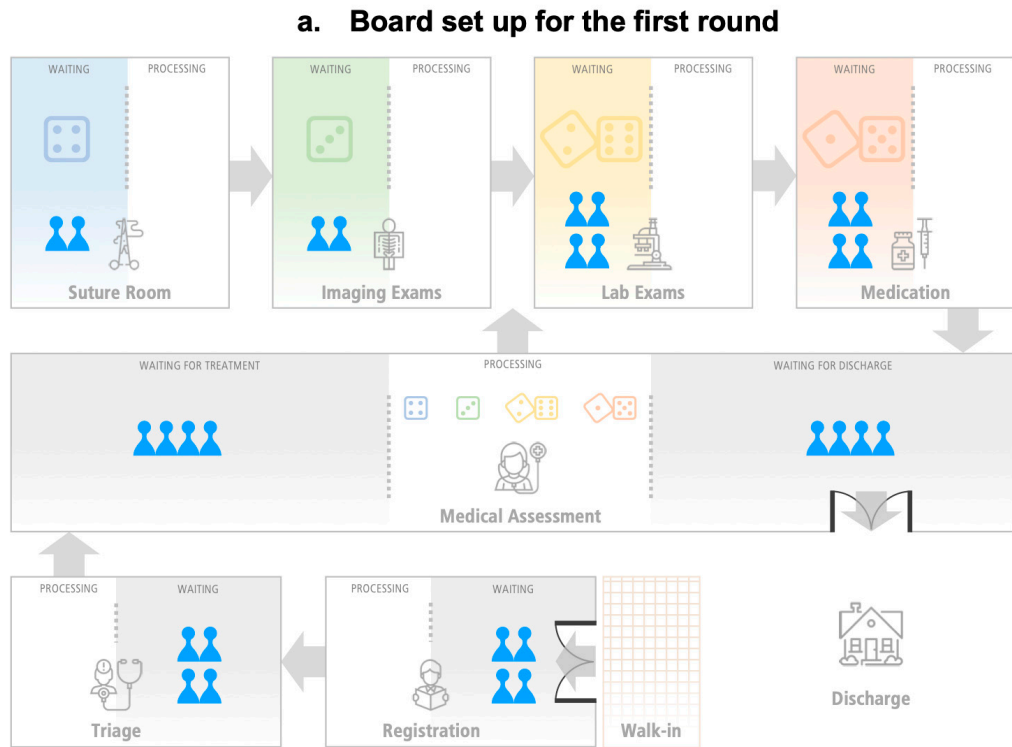 a. Board set up for the first round
WAITING PROCESSING
Suture Room
WAITING PROCESSING
Imaging Exams
WAITING PROCESSING
Lab Exams
WAITING PROCESSING
Medication
WAITING FOR TREATMENT
PROCESSING
WAITING FOR DISCHARGE
Medical Assessment
PROCESSING WAITING
Triage
PROCESSING WAITING
Registration
Walk-in
Discharge